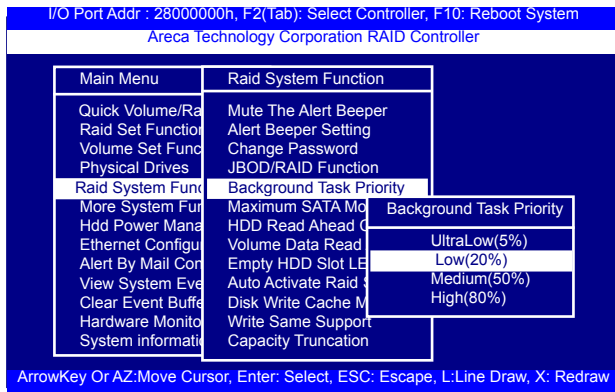 I/O Port Addr : 28000000h, F2(Tab): Select Controller, F10: Reboot System
Areca Technology Corporation RAID Controller
Main Menu
Quick Volume/Ra
Raid Set Function
Volume Set Func
Physical Drives
Raid System Func
More System Fun
Hdd Power Mana
Ethernet Configu
Alert By Mail Con
View System Eve
Clear Event Buffe
Hardware Monito
System informatio
Raid System Function
Mute The Alert Beeper
Alert Beeper Setting
Change Password
JBOD/RAID Function
Background Task Priority
Maximum SATA Mo
HDD Read Ahead C
Volume Data Read
Empty HDD Slot LE
Auto Activate Raid S
Disk Write Cache M
Write Same Support
Capacity Truncation
Background Task Priority
UltraLow(5%)
Low(20%)
Medium(50%)
High(80%)
ArrowKey Or AZ:Move Cursor, Enter: Select, ESC: Escape, L:Line Draw, X: Redraw